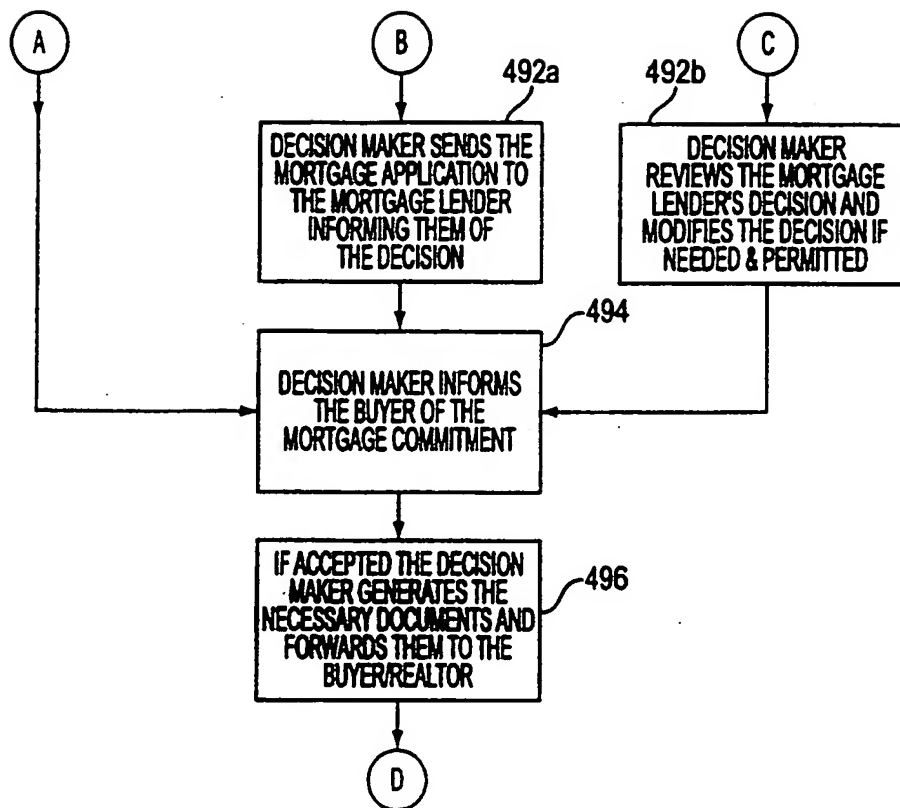 A
B
C
492a
492b
DECISION MAKER SENDS THE
MORTGAGE APPLICATION TO
THE MORTGAGE LENDER
INFORMING THEM OF
THE DECISION
DECISION MAKER
REVIEWS THE MORTGAGE
LENDER'S DECISION AND
MODIFIES THE DECISION IF
NEEDED & PERMITTED
494
DECISION MAKER INFORMS
THE BUYER OF THE
MORTGAGE COMMITMENT
496
IF ACCEPTED THE DECISION
MAKER GENERATES THE
NECESSARY DOCUMENTS AND
FORWARDS THEM TO THE
BUYER/REALTOR
D